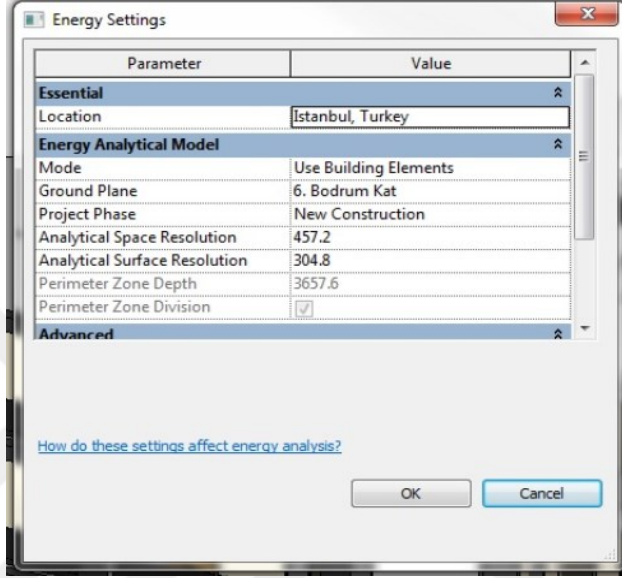 Energy Settings
Parameter Value
Essential
Location Istanbul, Turkey
Energy Analytical Model
Mode Use Building Elements
Ground Plane 6. Bodrum Kat
Project Phase New Construction
Analytical Space Resolution 457.2
Analytical Surface Resolution 304.8
Perimeter Zone Depth 3657.6
Perimeter Zone Division
Advanced
How do these settings affect energy analysis?
OK Cancel